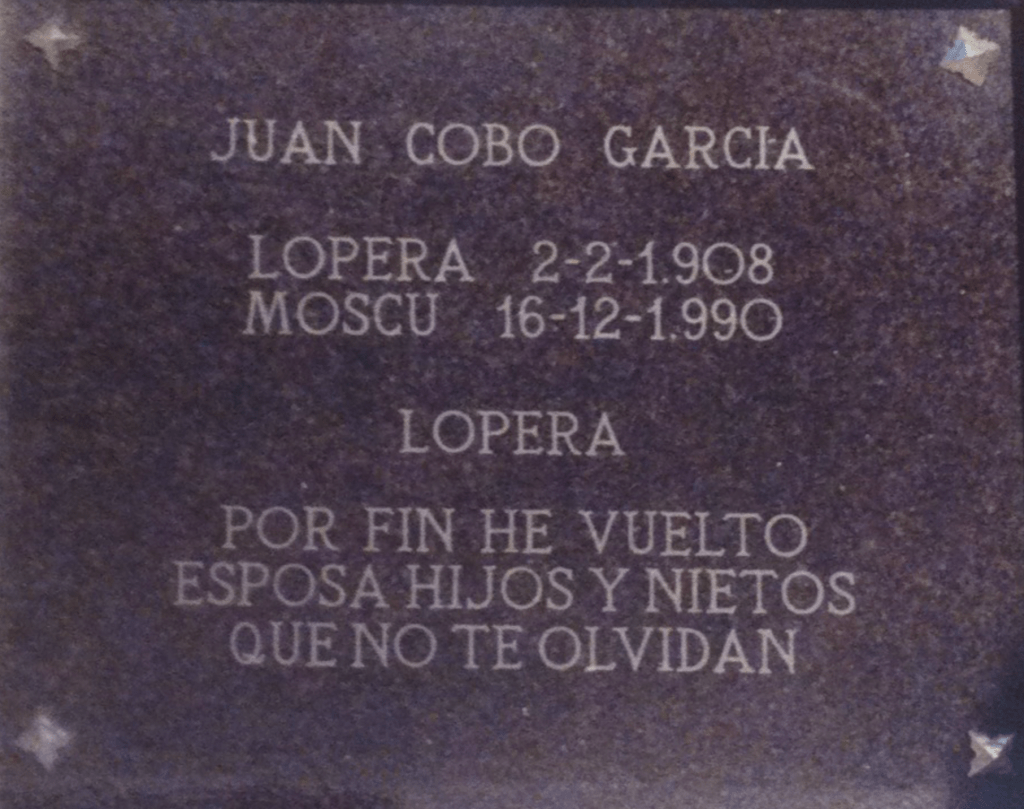 JUAN COBO GARCIA
LOPERA 2-2-1.908
MOSCU 16-12-1.990
LOPERA
POR FIN HE VUELTO
ESPOSA HIJOS Y NIETOS
QUE NO TE OLVIDAN